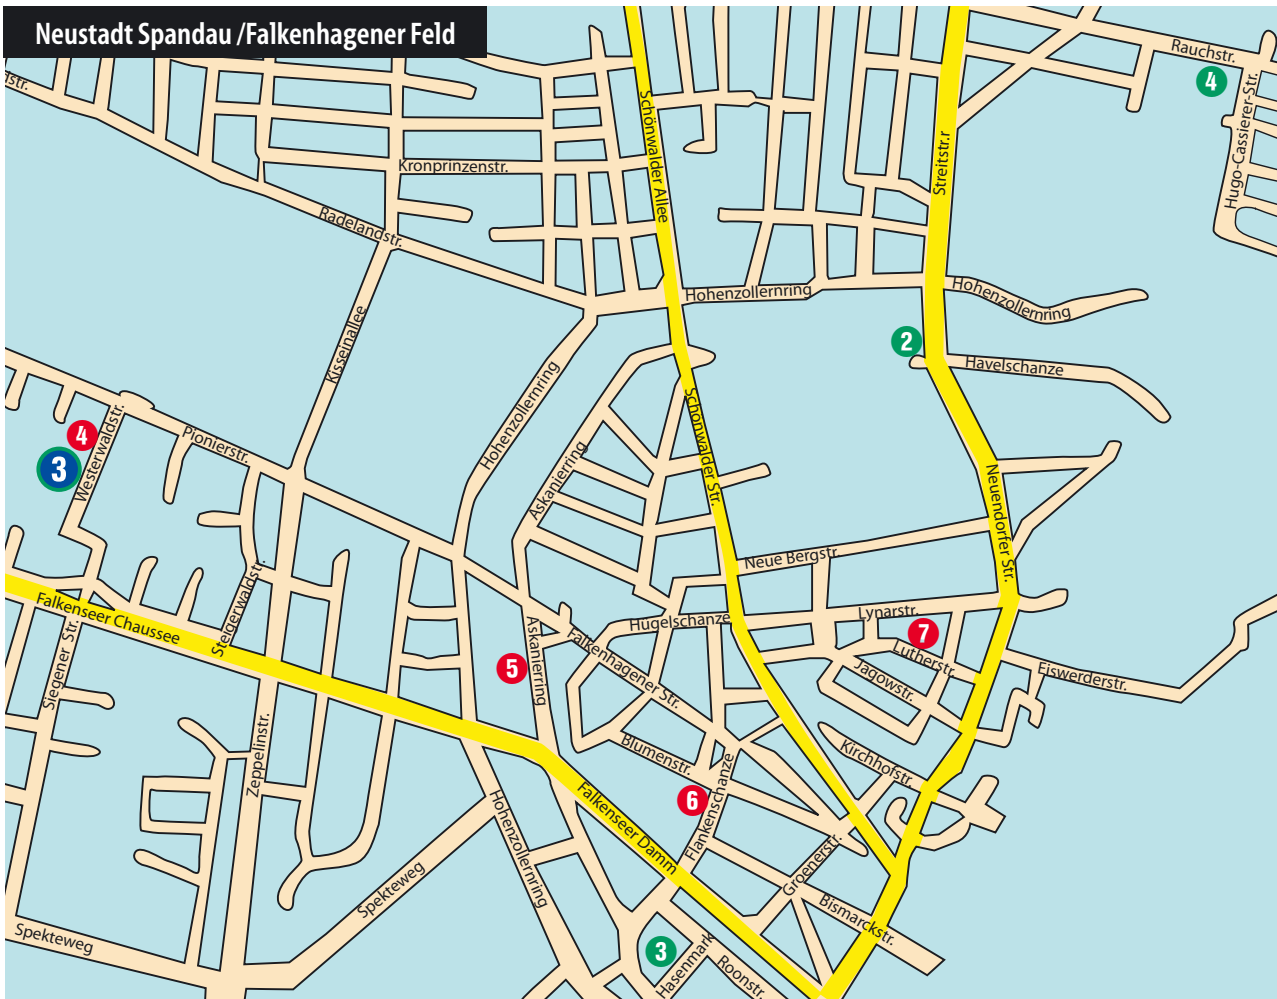 Neustadt Spandau /Falkenhagener Feld
Rauchstr.
4
Hugo-Cassierer-Str.
Schönwalder Allee
Streitstr.r
Kronprinzenstr.
Radelandstr.
Hohenzollernring
Hohenzollernring
2
Havelschanze
Kisseinallee
Hohenzollernring
Schönwalder Str.
Westerwaldstr.
4
3
Pionierstr.
Askanierring
Neuendorfer Str.
Neue Bergstr.
Falkenseer Chaussee
Steigerwaldstr.
Siegener Str.
Askanierring
Hügelschanze
Lynarstr.
7
Lutherstr.
Jagowstr.
Eiswerderstr.
5
Falkenhagener Str.
Zeppelinstr.
Blumenstr.
Kirchhofstr.
6
Flankenschanze
Falkenseer Damm
Hohenzollernring
Groenerstr.
Spekteweg
Bismarckstr.
Spekteweg
3
Hasenmark
Roonstr.